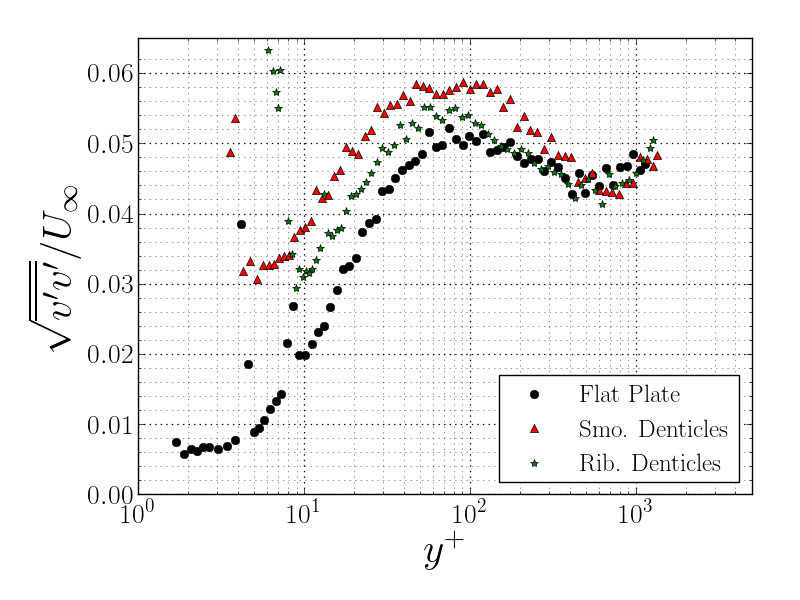 0.06
0.05
0.04
0.03
0.02
0.01
0.00
√v′v′/U∞
Flat Plate
Smo. Denticles
Rib. Denticles
10⁰ 10¹ 10² 10³
y⁺